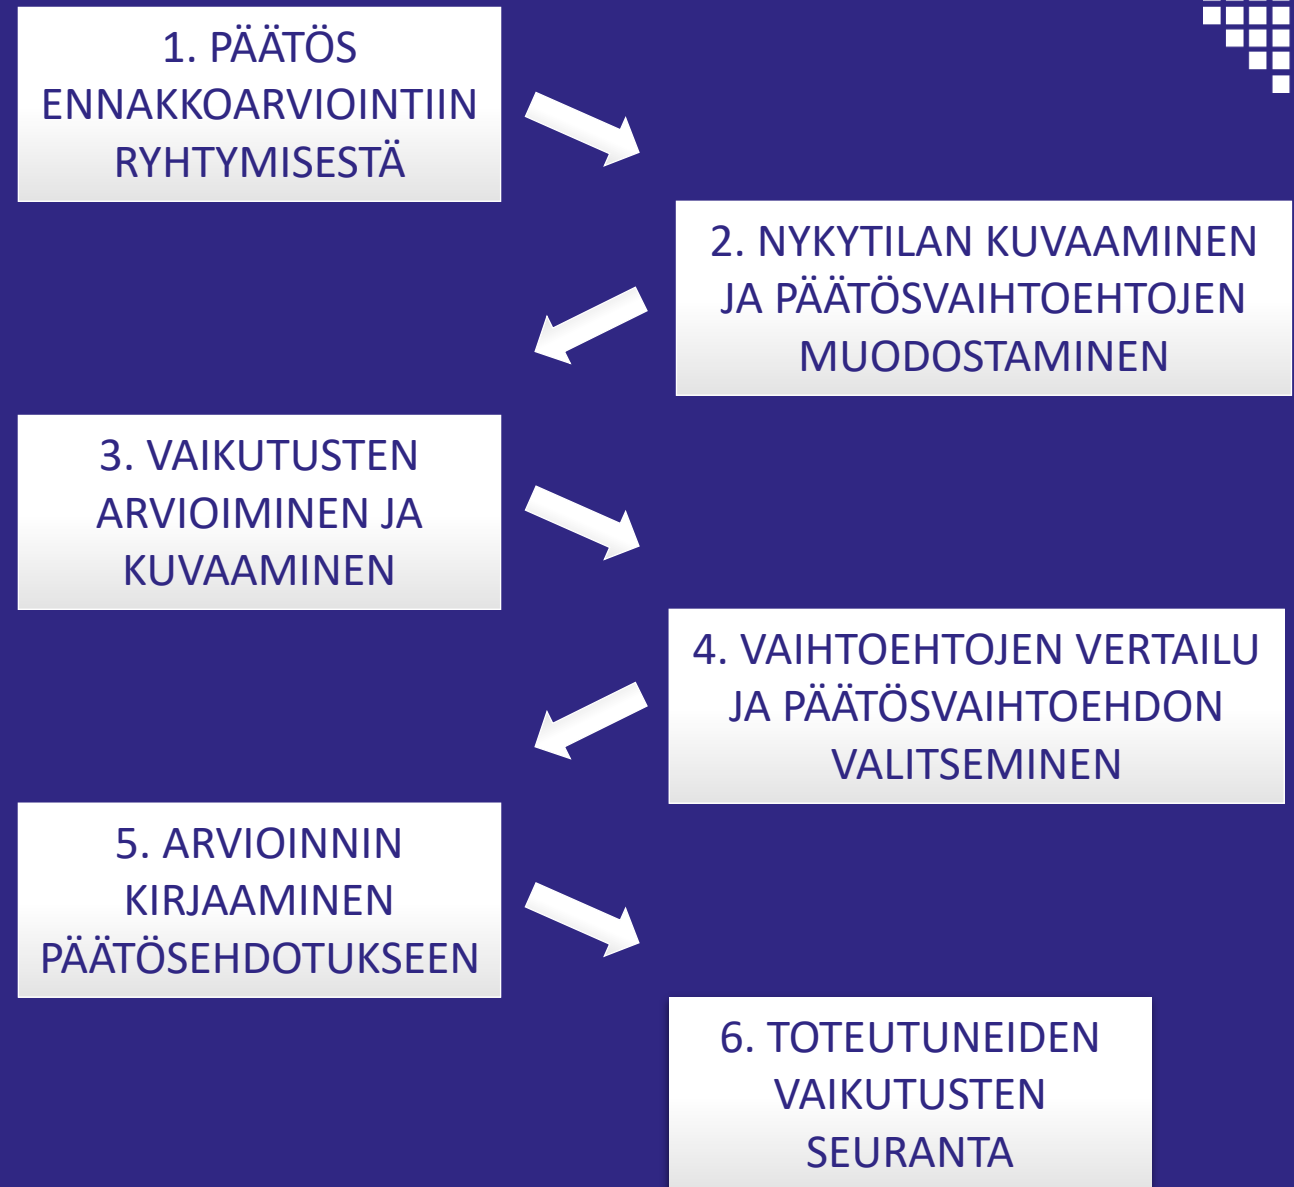 1. PÄÄTÖS
ENNAKKOARVIOINTIIN
RYHTYMISESTÄ
2. NYKYTILAN KUVAAMINEN
JA PÄÄTÖSVAIHTOEHTOJEN
MUODOSTAMINEN
3. VAIKUTUSTEN
ARVIOIMINEN JA
KUVAAMINEN
4. VAIHTOEHTOJEN VERTAILU
JA PÄÄTÖSVAIHTOEHDON
VALITSEMINEN
5. ARVIOINNIN
KIRJAAMINEN
PÄÄTÖSEHDOTUKSEEN
6. TOTEUTUNEIDEN
VAIKUTUSTEN
SEURANTA